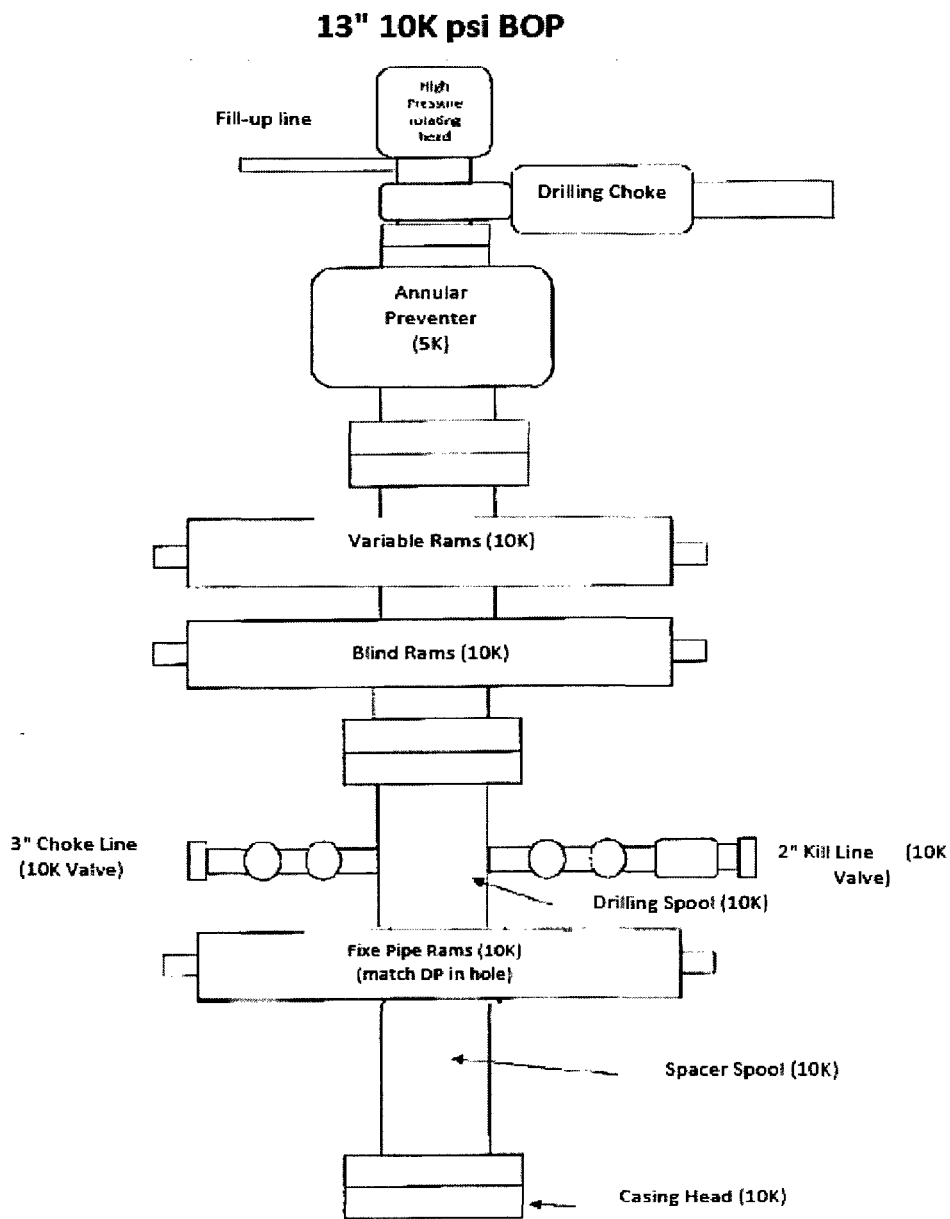 13" 10K psi BOP
High
Pressure
rotating
head
Fill-up line
Drilling Choke
Annular
Preventer
(5K)
Variable Rams (10K)
Blind Rams (10K)
3" Choke Line
(10K Valve)
2" Kill Line (10K
Valve)
Drilling Spool (10K)
Fixe Pipe Rams (10K)
(match DP in hole)
Spacer Spool (10K)
Casing Head (10K)